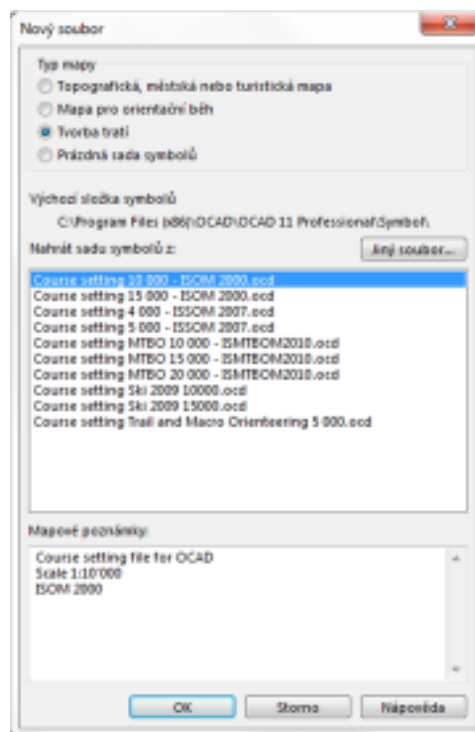 Nový soubor
Typ mapy
Topografická, městská nebo turistická mapa
Mapa pro orientační běh
Tvorba tratí
Prázdná sada symbolů
Výchozí složka symbolů
C:\Program Files (x86)\OCAD\OCAD 11 Professional\Symbol\
Nahrát sadu symbolů z:
Jiný soubor...
Course setting 10 000 - ISOM 2000.ocd
Course setting 15 000 - ISOM 2000.ocd
Course setting 4 000 - ISSOM 2007.ocd
Course setting 5 000 - ISSOM 2007.ocd
Course setting MTBO 10 000 - ISMTBOM2010.ocd
Course setting MTBO 15 000 - ISMTBOM2010.ocd
Course setting MTBO 20 000 - ISMTBOM2010.ocd
Course setting Ski 2009 10000.ocd
Course setting Ski 2009 15000.ocd
Course setting Trail and Macro Orienteering 5 000.ocd
Mapové poznámky:
Course setting file for OCAD
Scale 1:10'000
ISOM 2000
OK
Storno
Nápověda